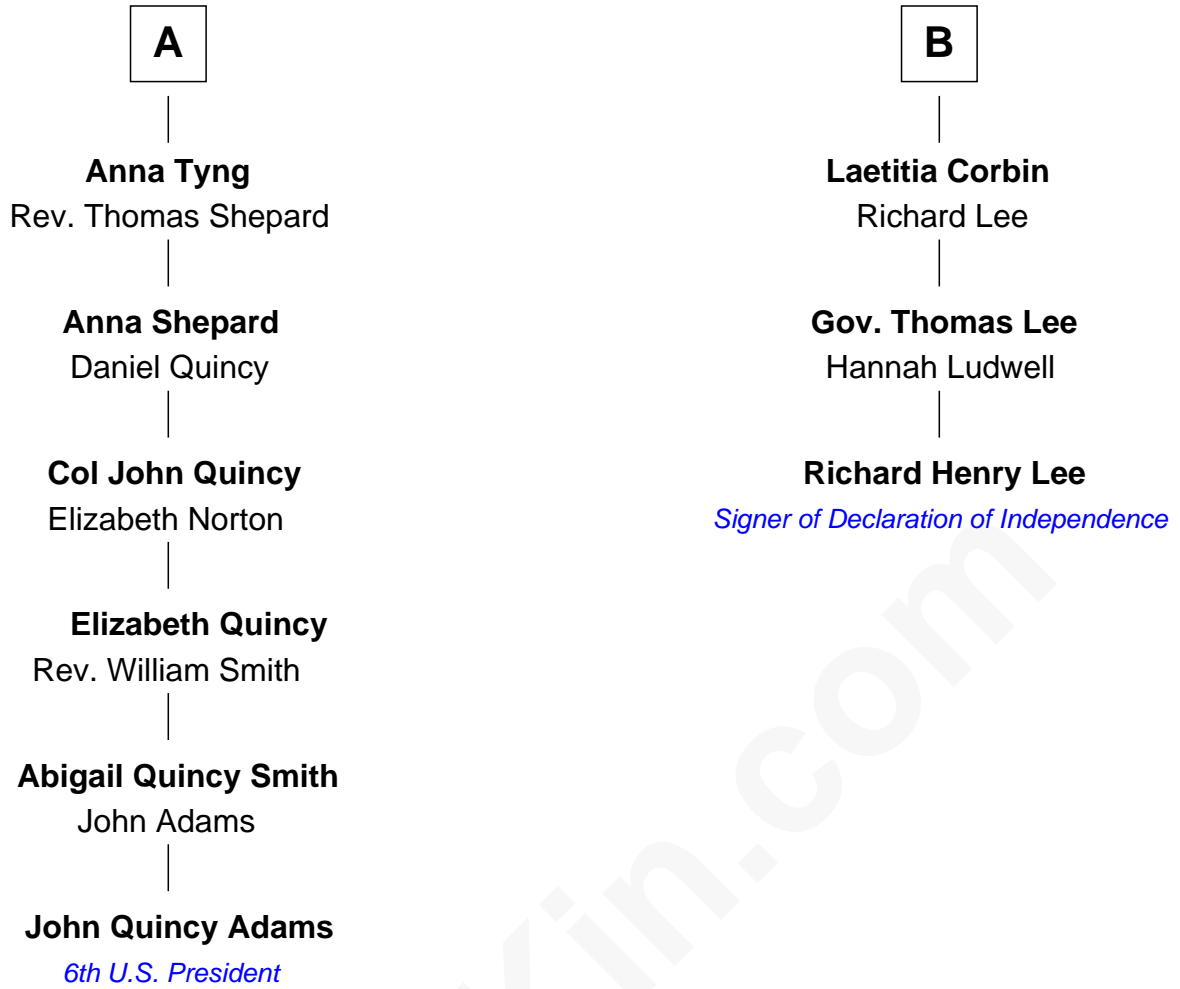 A
Anna Tyng
Rev. Thomas Shepard
Anna Shepard
Daniel Quincy
Col John Quincy
Elizabeth Norton
Elizabeth Quincy
Rev. William Smith
Abigail Quincy Smith
John Adams
John Quincy Adams
6th U.S. President
B
Laetitia Corbin
Richard Lee
Gov. Thomas Lee
Hannah Ludwell
Richard Henry Lee
Signer of Declaration of Independence
Kin.com